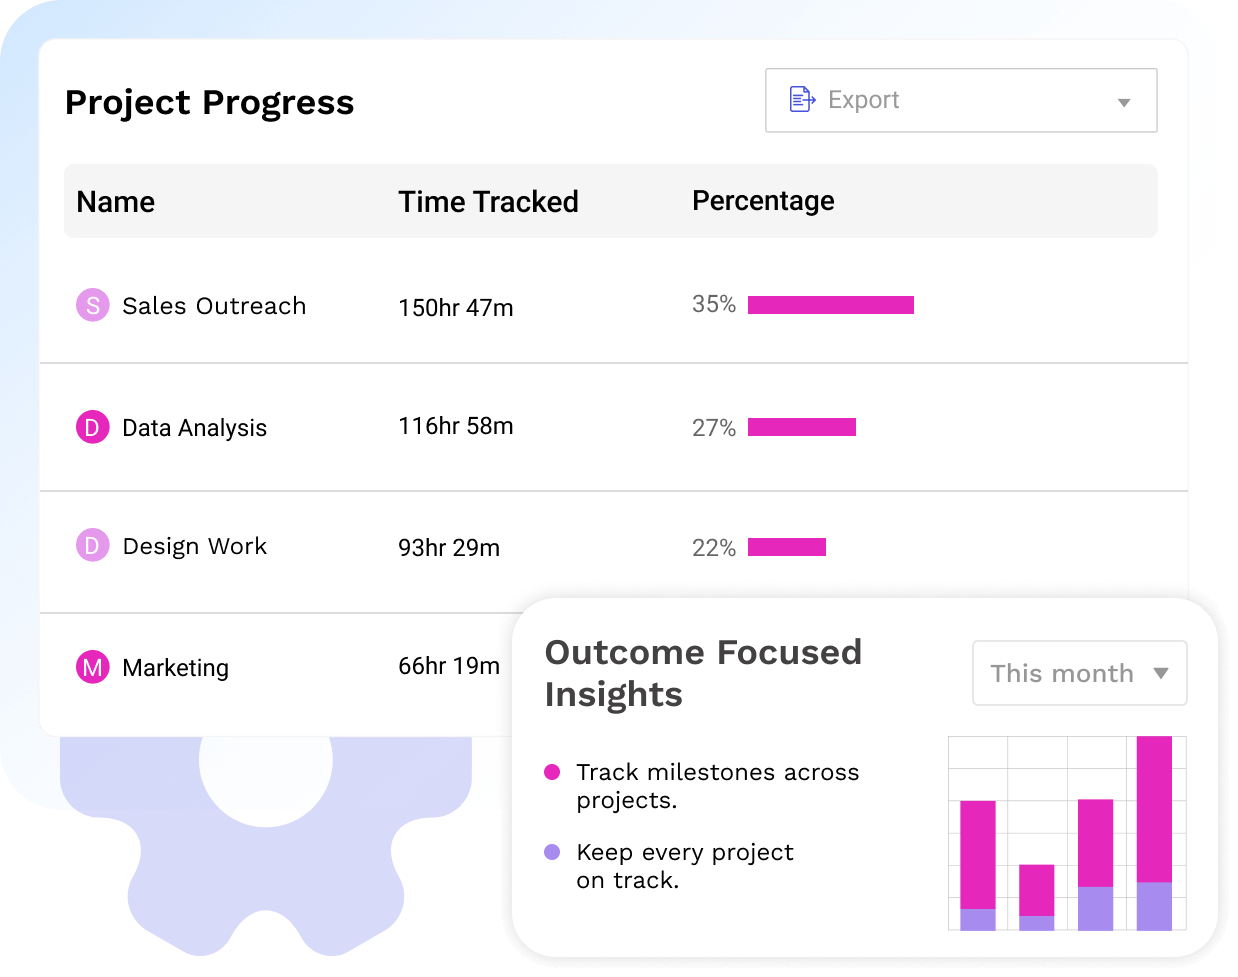 Project Progress
Export
Name Time Tracked Percentage
S Sales Outreach 150hr 47m 35%
D Data Analysis 116hr 58m 27%
D Design Work 93hr 29m 22%
M Marketing 66hr 19m
Outcome Focused
Insights
This month
Track milestones across
projects.
Keep every project
on track.